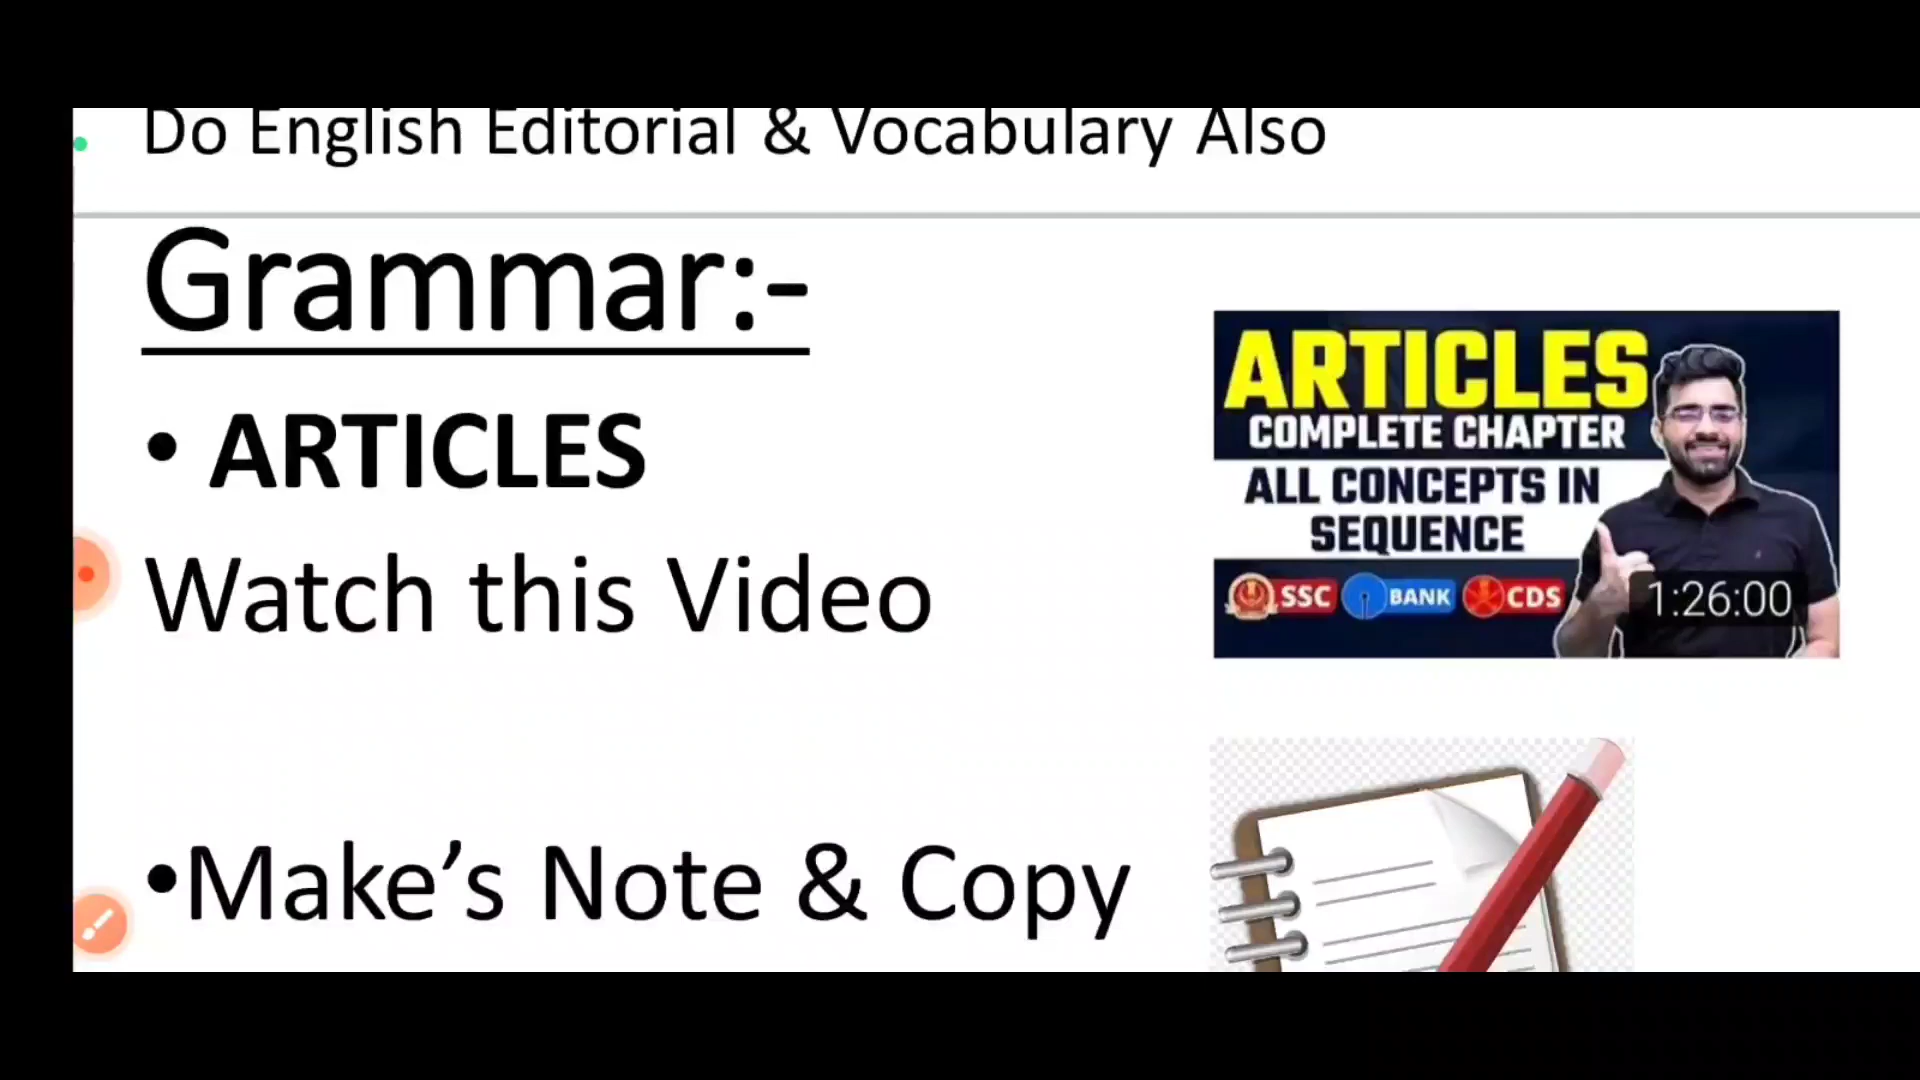 Do English Editorial & Vocabulary Also
Grammar:-
• ARTICLES
Watch this Video
•Make’s Note & Copy
ARTICLES
COMPLETE CHAPTER
ALL CONCEPTS IN
SEQUENCE
SSC BANK CDS
1:26:00